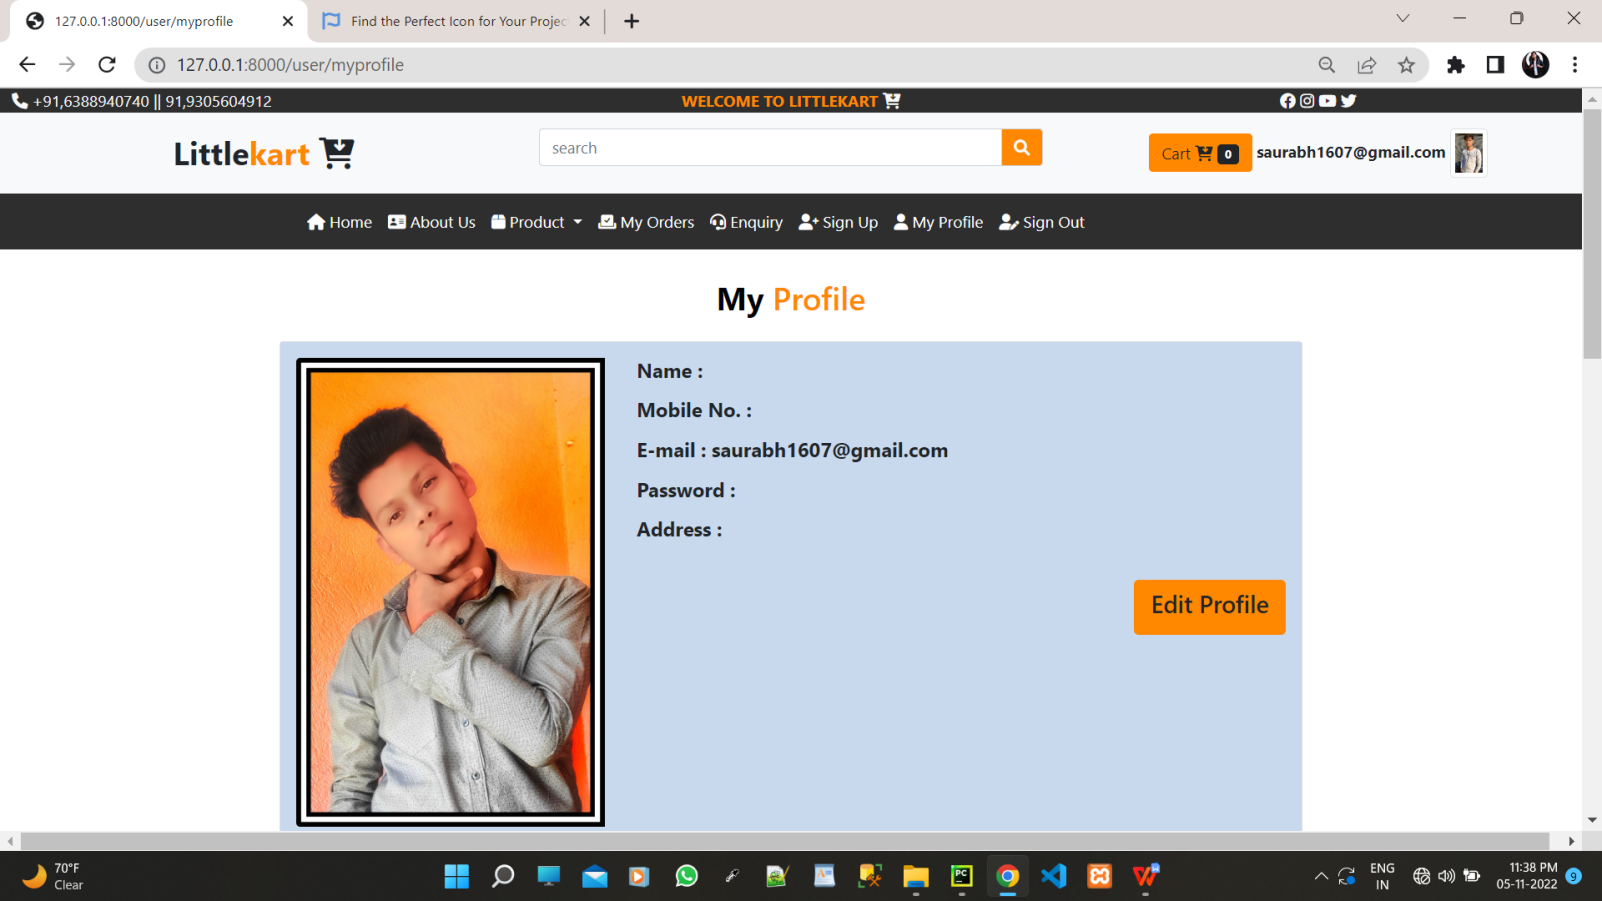 127.0.0.1:8000/user/myprofile
Find the Perfect Icon for Your Projec
127.0.0.1:8000/user/myprofile
+91,6388940740 || 91,9305604912
WELCOME TO LITTLEKART
Littlekart
search
Cart 0
saurabh1607@gmail.com
Home About Us Product My Orders Enquiry Sign Up My Profile Sign Out
My Profile
Name :
Mobile No. :
E-mail : saurabh1607@gmail.com
Password :
Address :
Edit Profile
70°F
Clear
ENG
IN
11:38 PM
05-11-2022
9